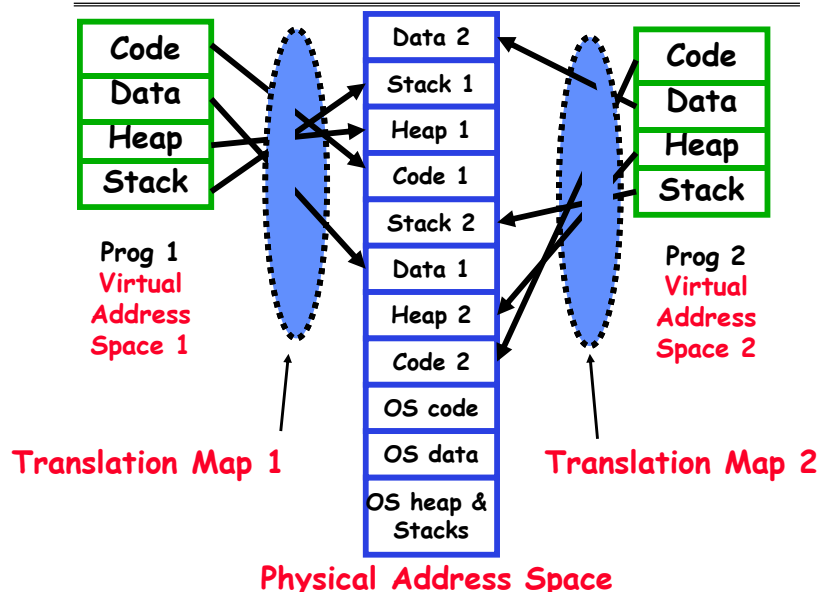 Code
Data
Heap
Stack
Prog 1
Virtual
Address
Space 1
Translation Map 1
Data 2
Stack 1
Heap 1
Code 1
Stack 2
Data 1
Heap 2
Code 2
OS code
OS data
OS heap &
Stacks
Physical Address Space
Code
Data
Heap
Stack
Prog 2
Virtual
Address
Space 2
Translation Map 2